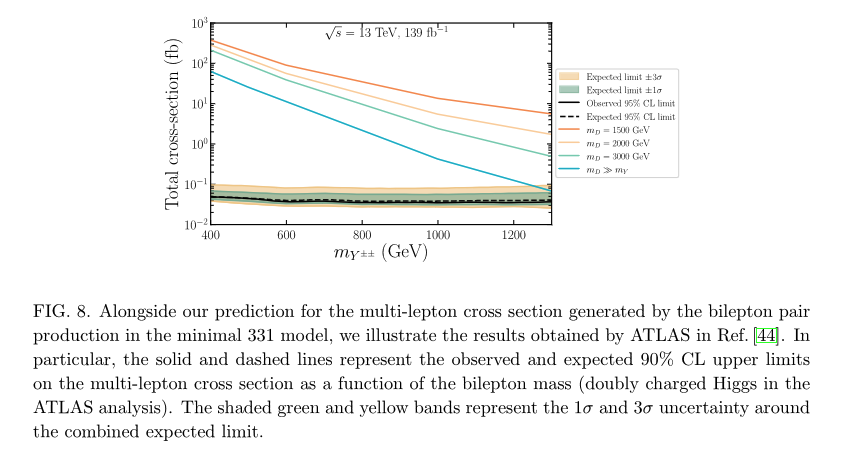 10³
√s = 13 TeV, 139 fb⁻¹
10²
10¹
10⁰
10⁻¹
10⁻²
Total cross-section (fb)
400
600
800
1000
1200
m_Y±± (GeV)
Expected limit ±3σ
Expected limit ±1σ
Observed 95% CL limit
Expected 95% CL limit
m_D = 1500 GeV
m_D = 2000 GeV
m_D = 3000 GeV
m_D ≫ m_Y
FIG. 8. Alongside our prediction for the multi-lepton cross section generated by the bilepton pair
production in the minimal 331 model, we illustrate the results obtained by ATLAS in Ref. [44]. In
particular, the solid and dashed lines represent the observed and expected 90% CL upper limits
on the multi-lepton cross section as a function of the bilepton mass (doubly charged Higgs in the
ATLAS analysis). The shaded green and yellow bands represent the 1σ and 3σ uncertainty around
the combined expected limit.